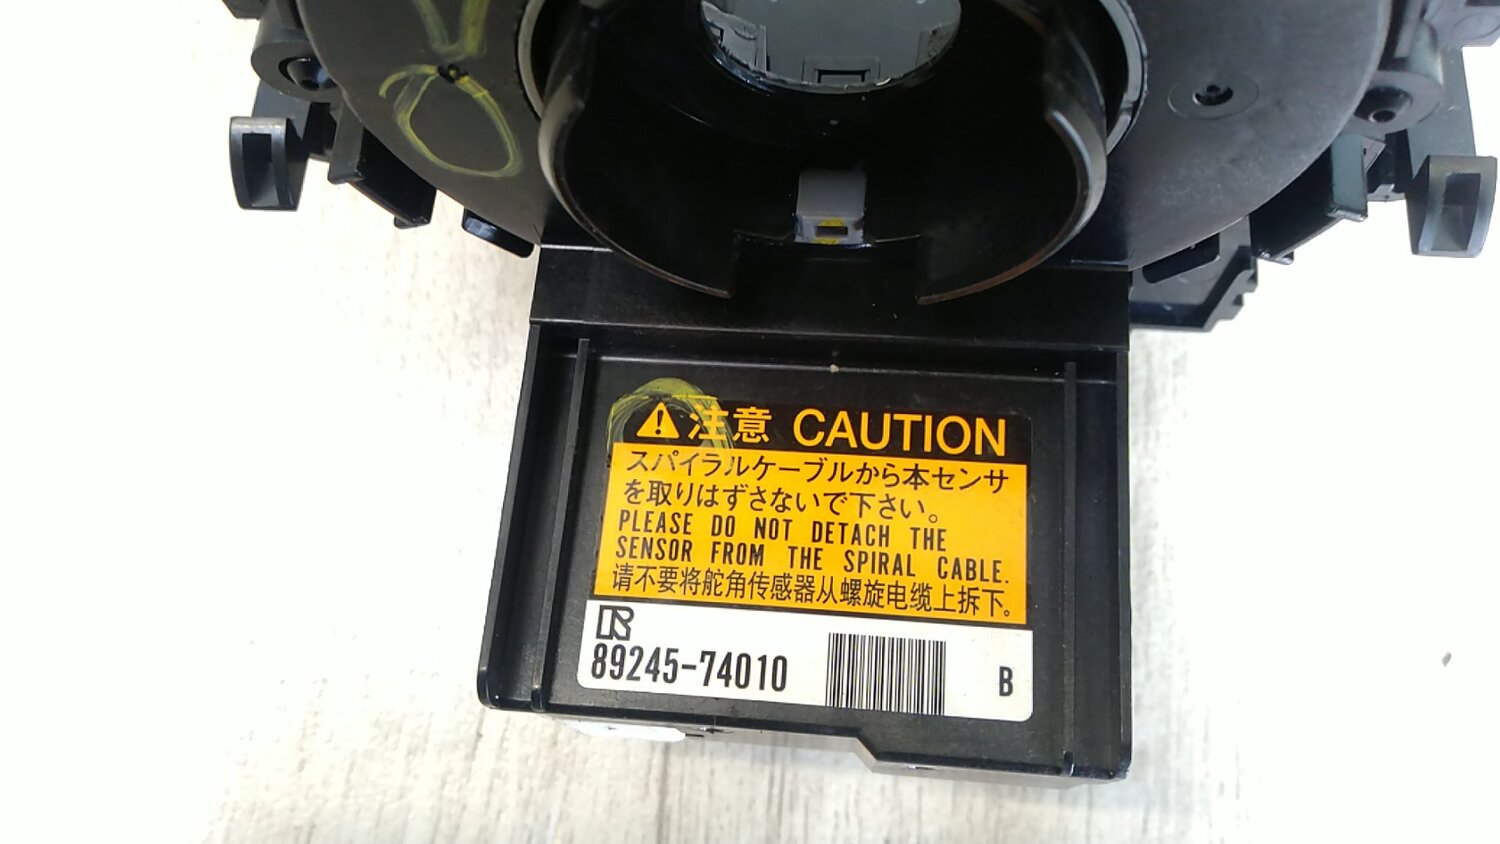 注意 CAUTION
スパイラルケーブルから本センサ
を取りはずさないで下さい。
PLEASE DO NOT DETACH THE
SENSOR FROM THE SPIRAL CABLE.
请不要将舵角传感器从螺旋电缆上拆下。
89245-74010
B